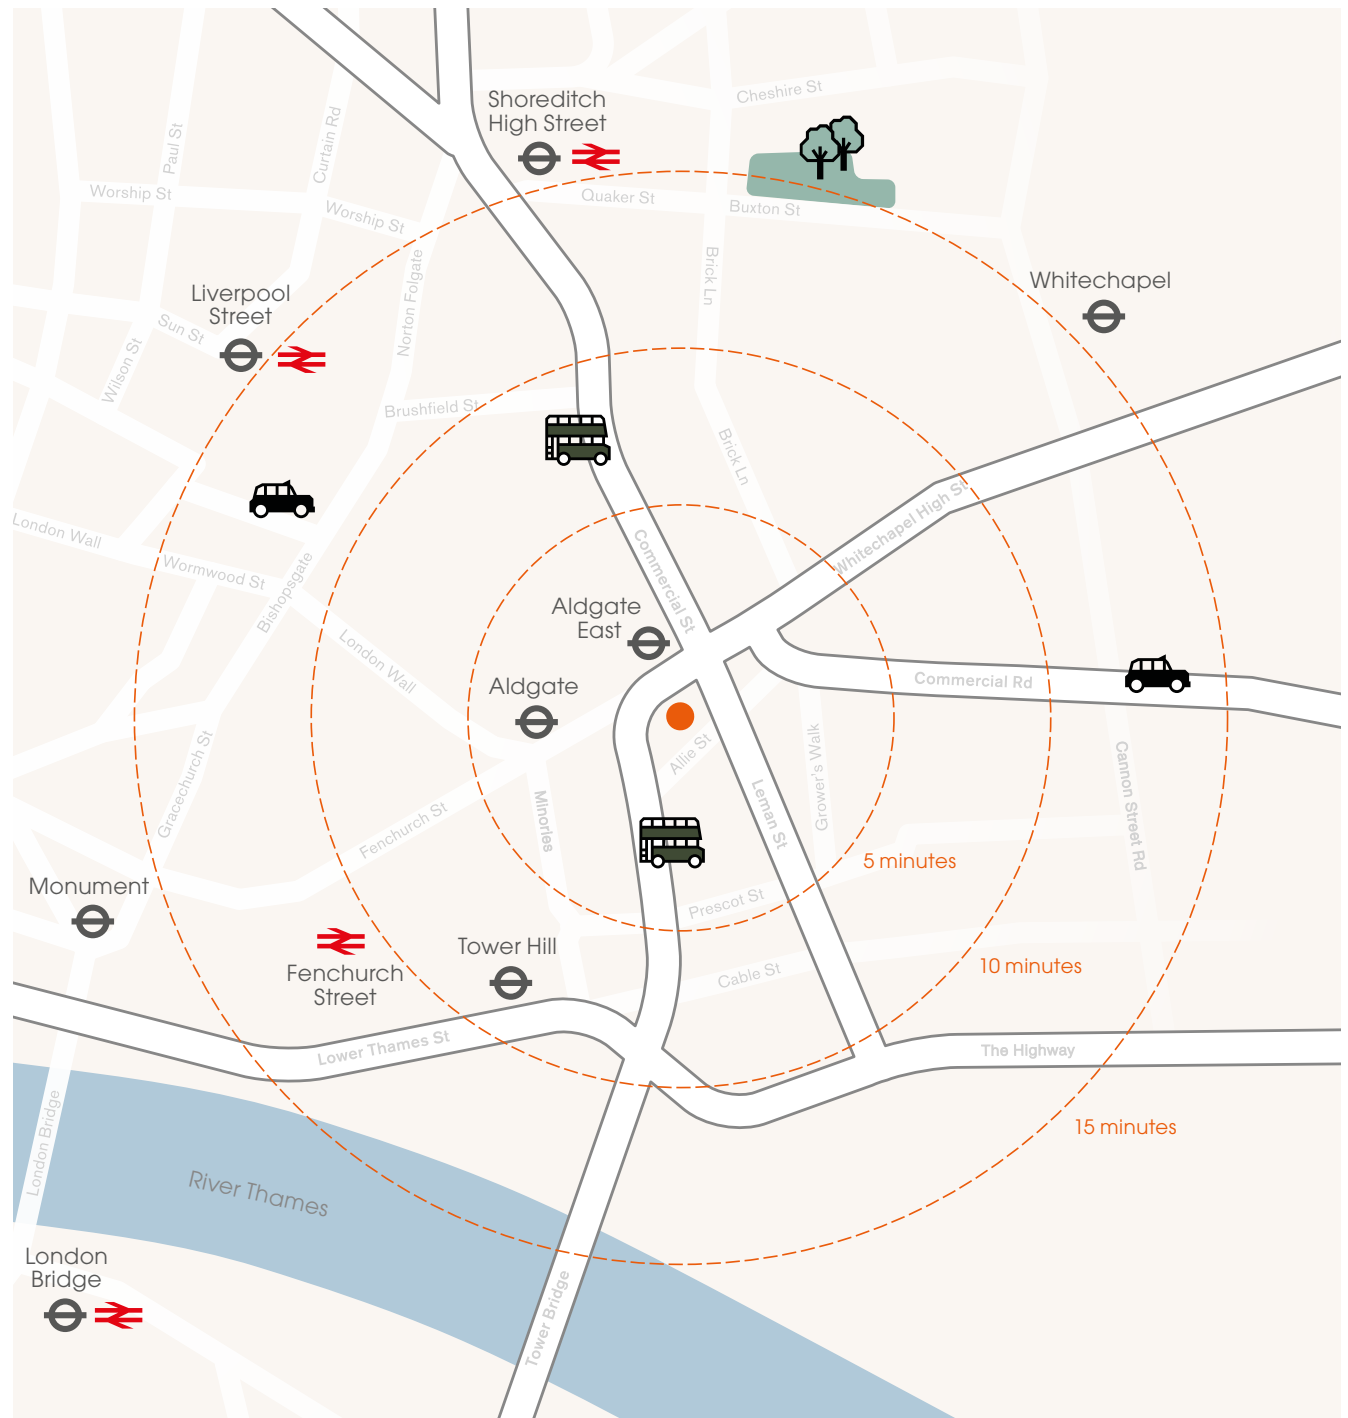 Shoreditch
High Street
Cheshire St
Paul St
Curtain Rd
Worship St
Worship St
Quaker St
Buxton St
Brick Ln
Norton Folgate
Whitechapel
Liverpool
Street
Sun St
Wilson St
Brushfield St
Brick Ln
Whitechapel High St
London Wall
Wormwood St
Bishopsgate
Commercial St
Aldgate
East
London Wall
Aldgate
Commercial Rd
Allie St
Gracechurch St
Grower's Walk
Cannon Street Rd
Leman St
Minories
Fenchurch St
5 minutes
Monument
Prescot St
Tower Hill
Fenchurch
Street
Cable St
10 minutes
Lower Thames St
The Highway
London Bridge
15 minutes
River Thames
London
Bridge
Tower Bridge